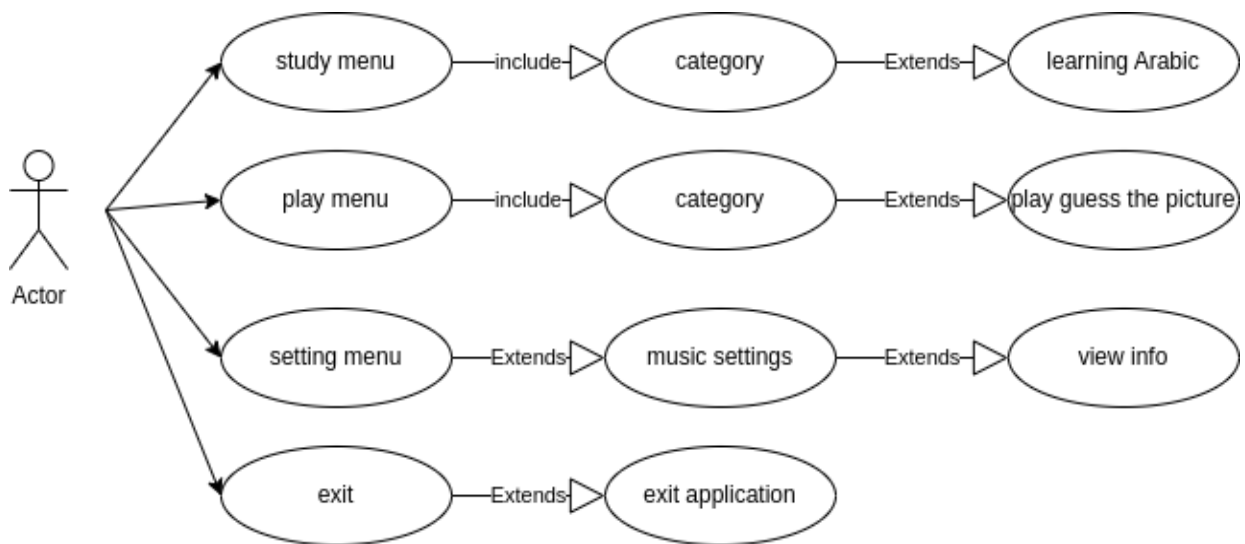 study menu
include
category
Extends
learning Arabic
play menu
include
category
Extends
play guess the picture
Actor
setting menu
Extends
music settings
Extends
view info
exit
Extends
exit application